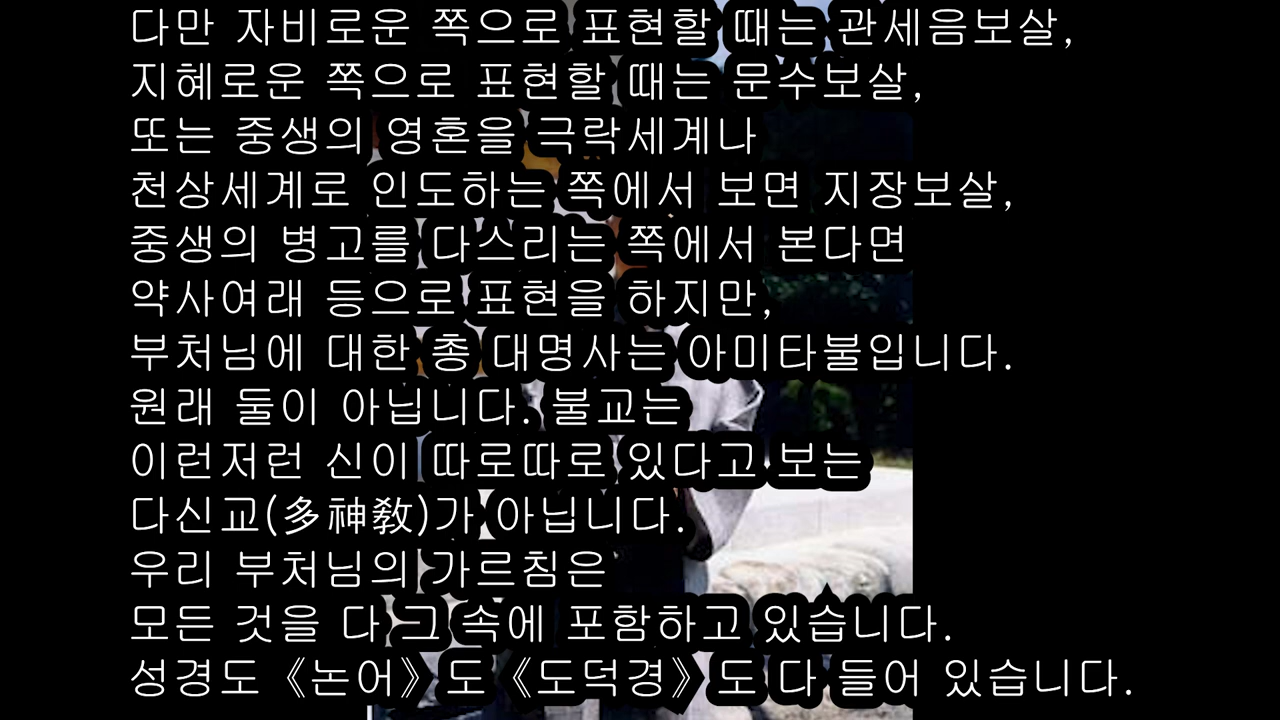 다만 자비로운 쪽으로 표현할 때는 관세음보살,
지혜로운 쪽으로 표현할 때는 문수보살,
또는 중생의 영혼을 극락세계나
천상세계로 인도하는 쪽에서 보면 지장보살,
중생의 병고를 다스리는 쪽에서 본다면
약사여래 등으로 표현을 하지만,
부처님에 대한 총 대명사는 아미타불입니다.
원래 둘이 아닙니다. 불교는
이런저런 신이 따로따로 있다고 보는
다신교(多神敎)가 아닙니다.
우리 부처님의 가르침은
모든 것을 다 그 속에 포함하고 있습니다.
성경도 《논어》도 《도덕경》도 다 들어 있습니다.